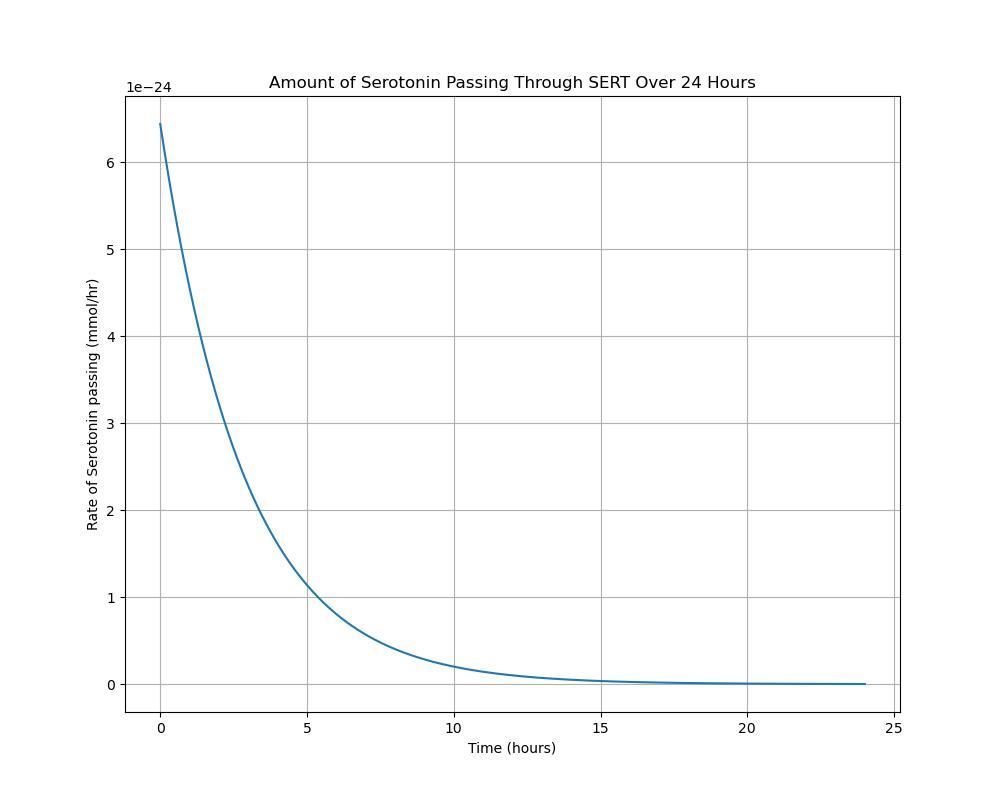 Amount of Serotonin Passing Through SERT Over 24 Hours
1e−24
6
5
4
3
2
1
0
Rate of Serotonin passing (mmol/hr)
0 5 10 15 20 25
Time (hours)